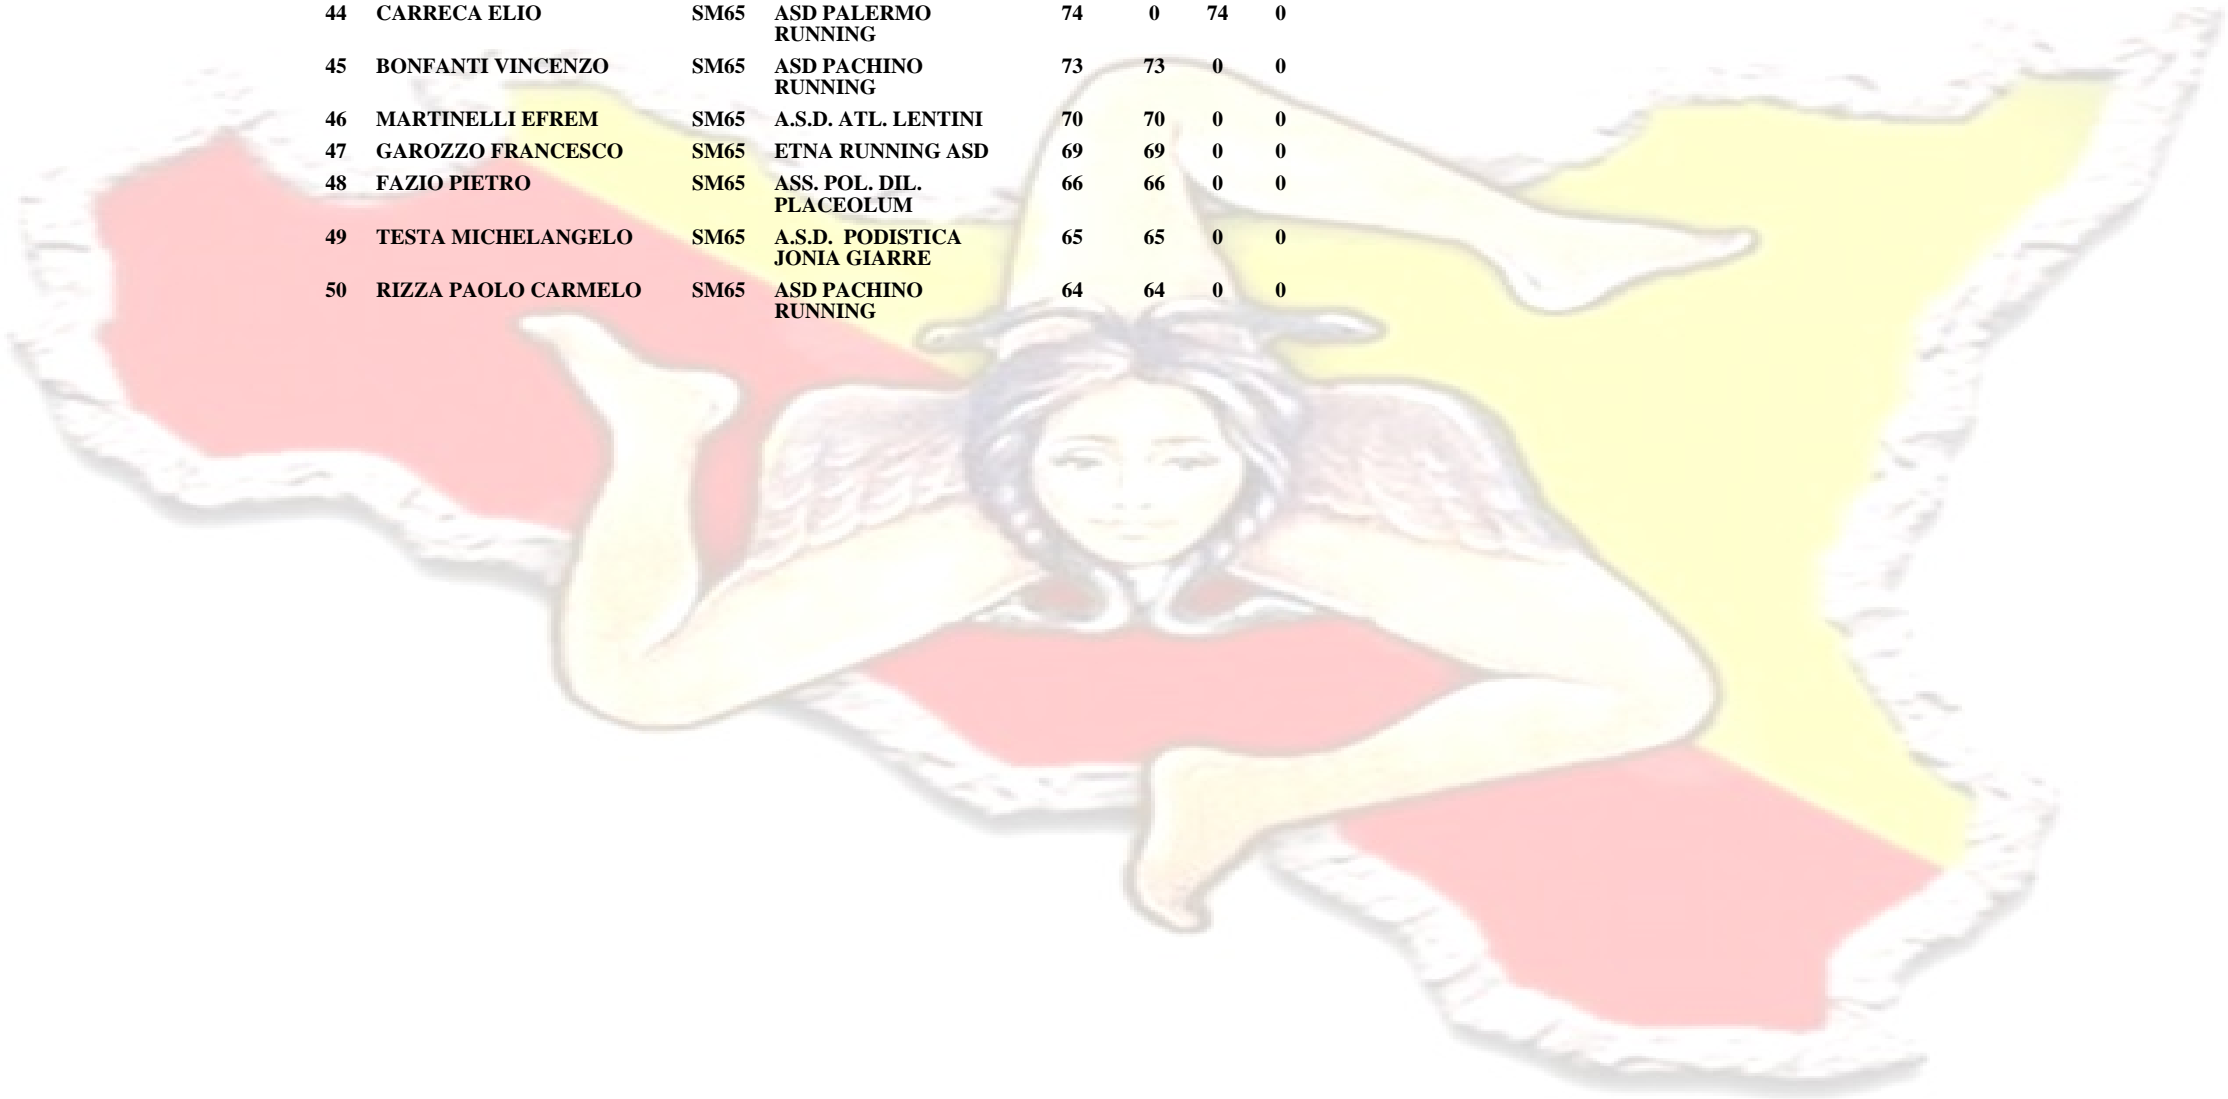 44 CARRECA ELIO SM65 ASD PALERMO 74 0 74 0
RUNNING
45 BONFANTI VINCENZO SM65 ASD PACHINO 73 73 0 0
RUNNING
46 MARTINELLI EFREM SM65 A.S.D. ATL. LENTINI 70 70 0 0
47 GAROZZO FRANCESCO SM65 ETNA RUNNING ASD 69 69 0 0
48 FAZIO PIETRO SM65 ASS. POL. DIL. 66 66 0 0
PLACEOLUM
49 TESTA MICHELANGELO SM65 A.S.D. PODISTICA 65 65 0 0
JONIA GIARRE
50 RIZZA PAOLO CARMELO SM65 ASD PACHINO 64 64 0 0
RUNNING